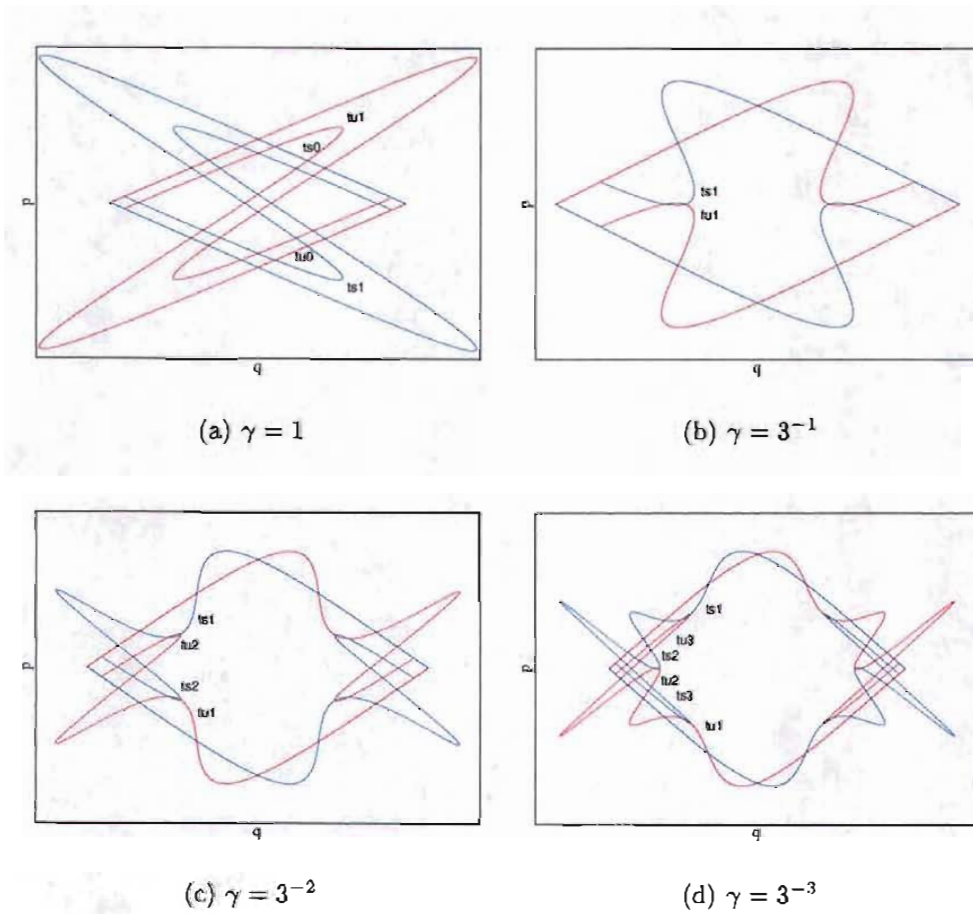 tu1
ts0
p
tu0
ts1
q
(a) γ = 1
ts1
p
tu1
q
(b) γ = 3⁻¹
ts1
tu2
p
ts2
tu1
q
(c) γ = 3⁻²
ts1
tu3
ts2
p
tu2
ts3
tu1
q
(d) γ = 3⁻³